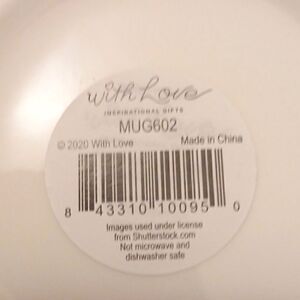 with Love
INSPIRATIONAL GIFTS
MUG602
© 2020 With Love Made in China
8 43310 10095 0
Images used under license
from Shutterstock.com
Not microwave and
dishwasher safe